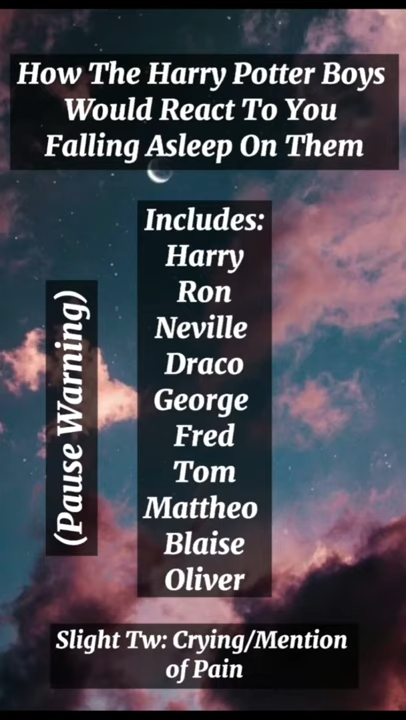 How The Harry Potter Boys
Would React To You
Falling Asleep On Them
Includes:
Harry
Ron
Neville
Draco
George
Fred
Tom
Mattheo
Blaise
Oliver
(Pause Warning)
Slight Tw: Crying/Mention
of Pain